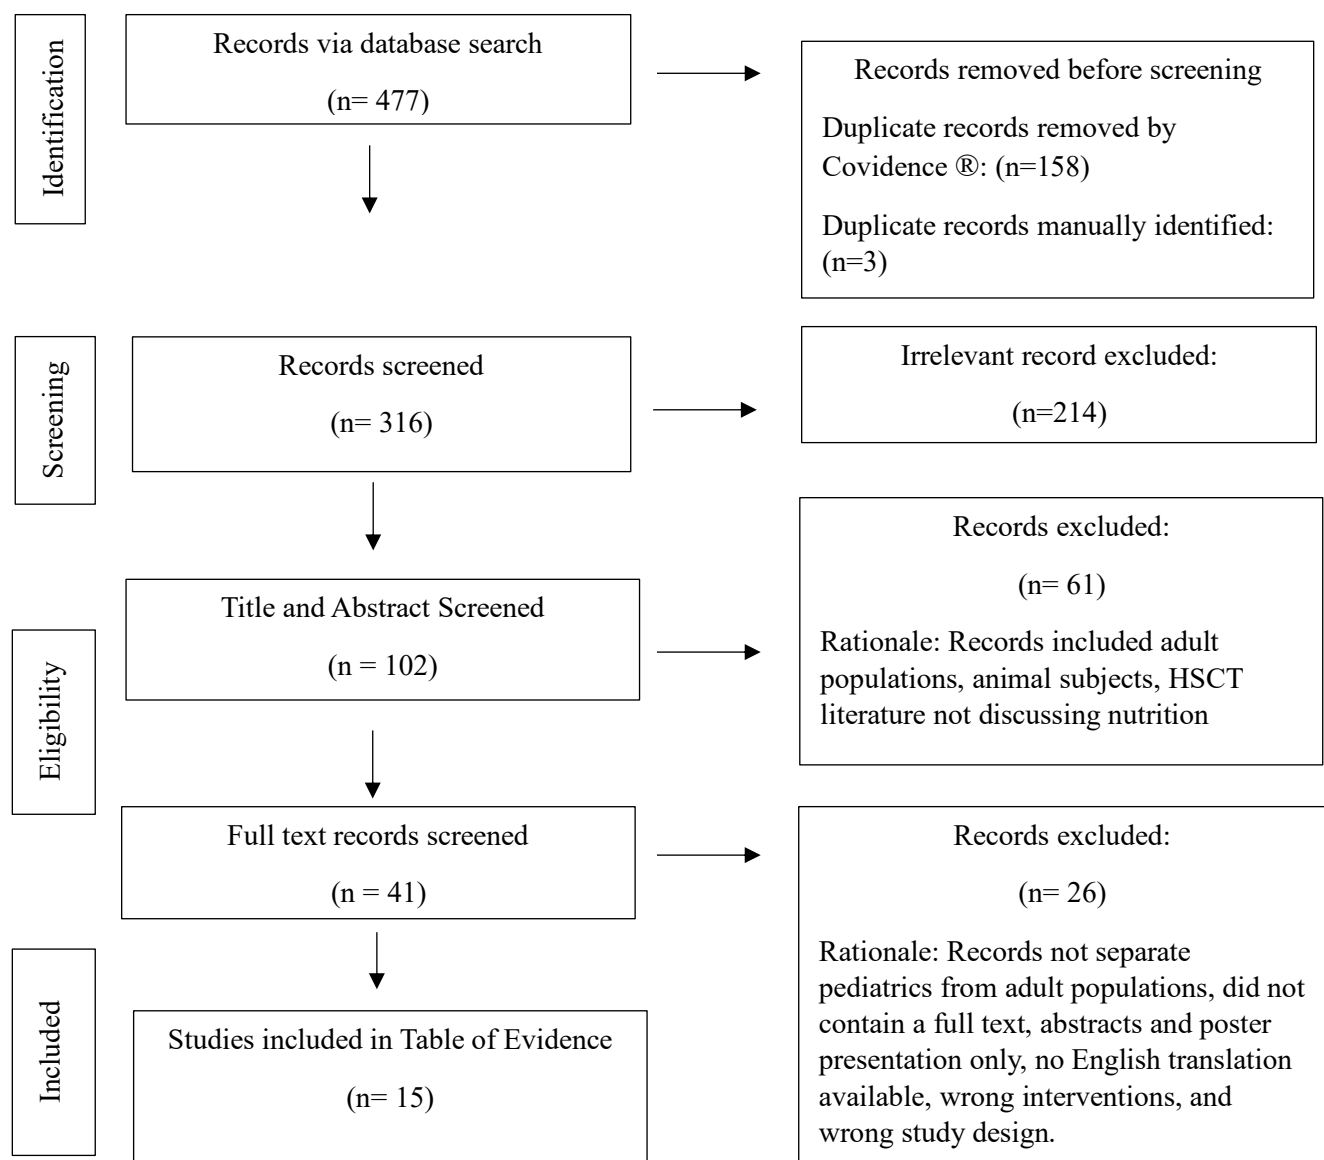 Identification
Records via database search
(n= 477)
Records removed before screening
Duplicate records removed by
Covidence ®: (n=158)
Duplicate records manually identified:
(n=3)
Screening
Records screened
(n= 316)
Irrelevant record excluded:
(n=214)
Eligibility
Title and Abstract Screened
(n = 102)
Records excluded:
(n= 61)
Rationale: Records included adult
populations, animal subjects, HSCT
literature not discussing nutrition
Full text records screened
(n = 41)
Records excluded:
(n= 26)
Rationale: Records not separate
pediatrics from adult populations, did not
contain a full text, abstracts and poster
presentation only, no English translation
available, wrong interventions, and
wrong study design.
Included
Studies included in Table of Evidence
(n= 15)